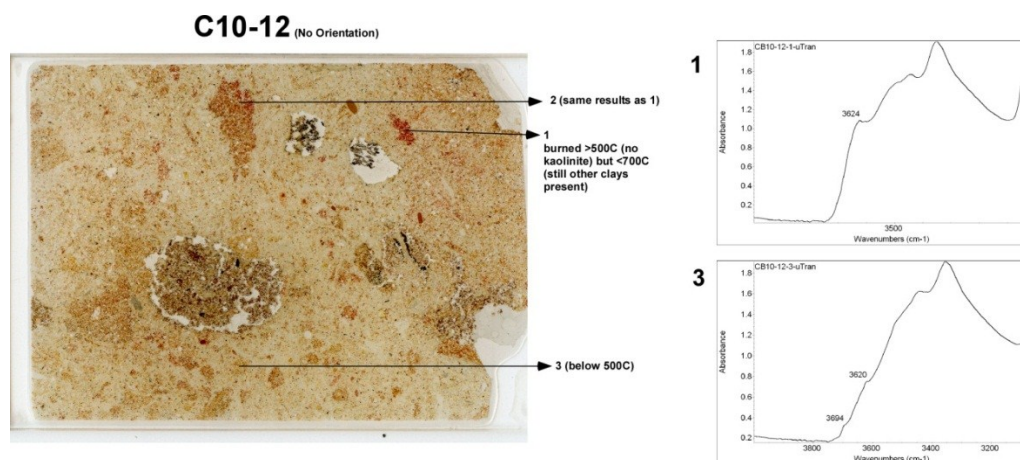 C10-12 (No Orientation)
2 (same results as 1)
1
burned >500C (no
kaolinite) but <700C
(still other clays
present)
3 (below 500C)
1
CB10-12-1-uTran
1.8
1.6
1.4
1.2
1.0
0.8
0.6
0.4
0.2
Absorbance
3624
3500
Wavenumbers (cm-1)
3
CB10-12-3-uTran
1.8
1.6
1.4
1.2
1.0
0.8
0.6
0.4
0.2
Absorbance
3620
3694
3800 3600 3400 3200
Wavenumbers (cm-1)